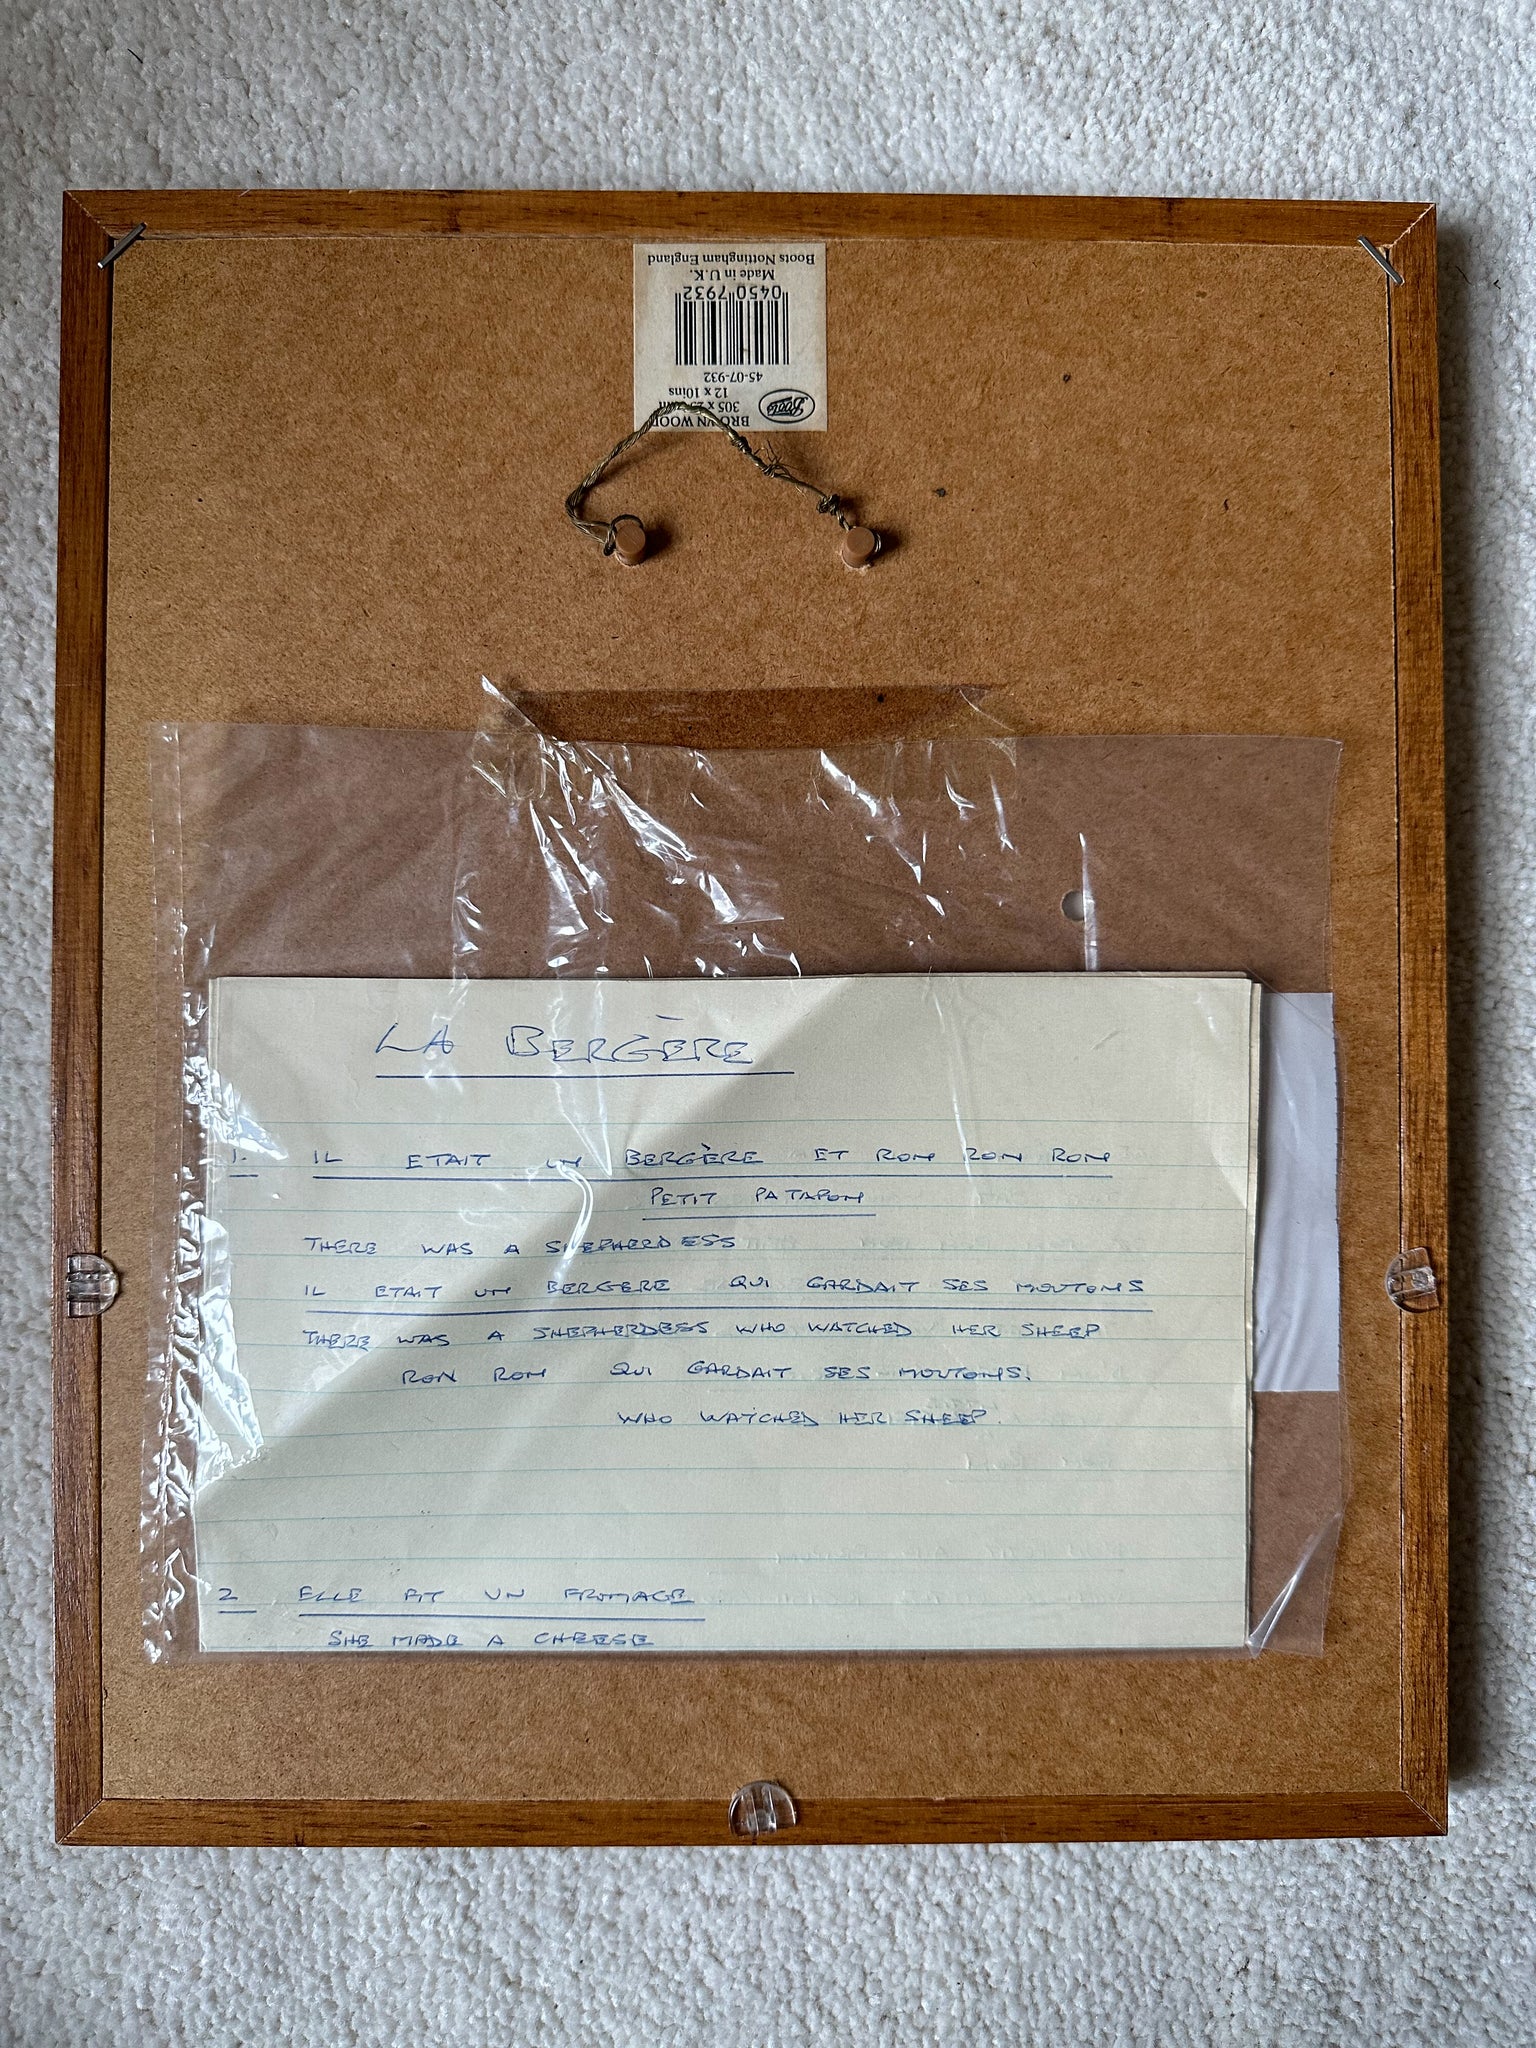 BROWN WOOD
305 x 25
12 x 10ins
45-07-932
Boots
0450 7932
Made in U.K.
Boots Nottingham England
LA BERGÈRE
1. IL ETAIT UN BERGÈRE ET RON RON RON
PETIT PATAPON
THERE WAS A SHEPHERDESS
IL ETAIT UN BERGERE QUI GARDAIT SES MOUTONS
THERE WAS A SHEPHERDESS WHO WATCHED HER SHEEP
RON RON QUI GARDAIT SES MOUTONS.
WHO WATCHED HER SHEEP.
2 ELLE FIT UN FROMAGE
SHE MADE A CHEESE